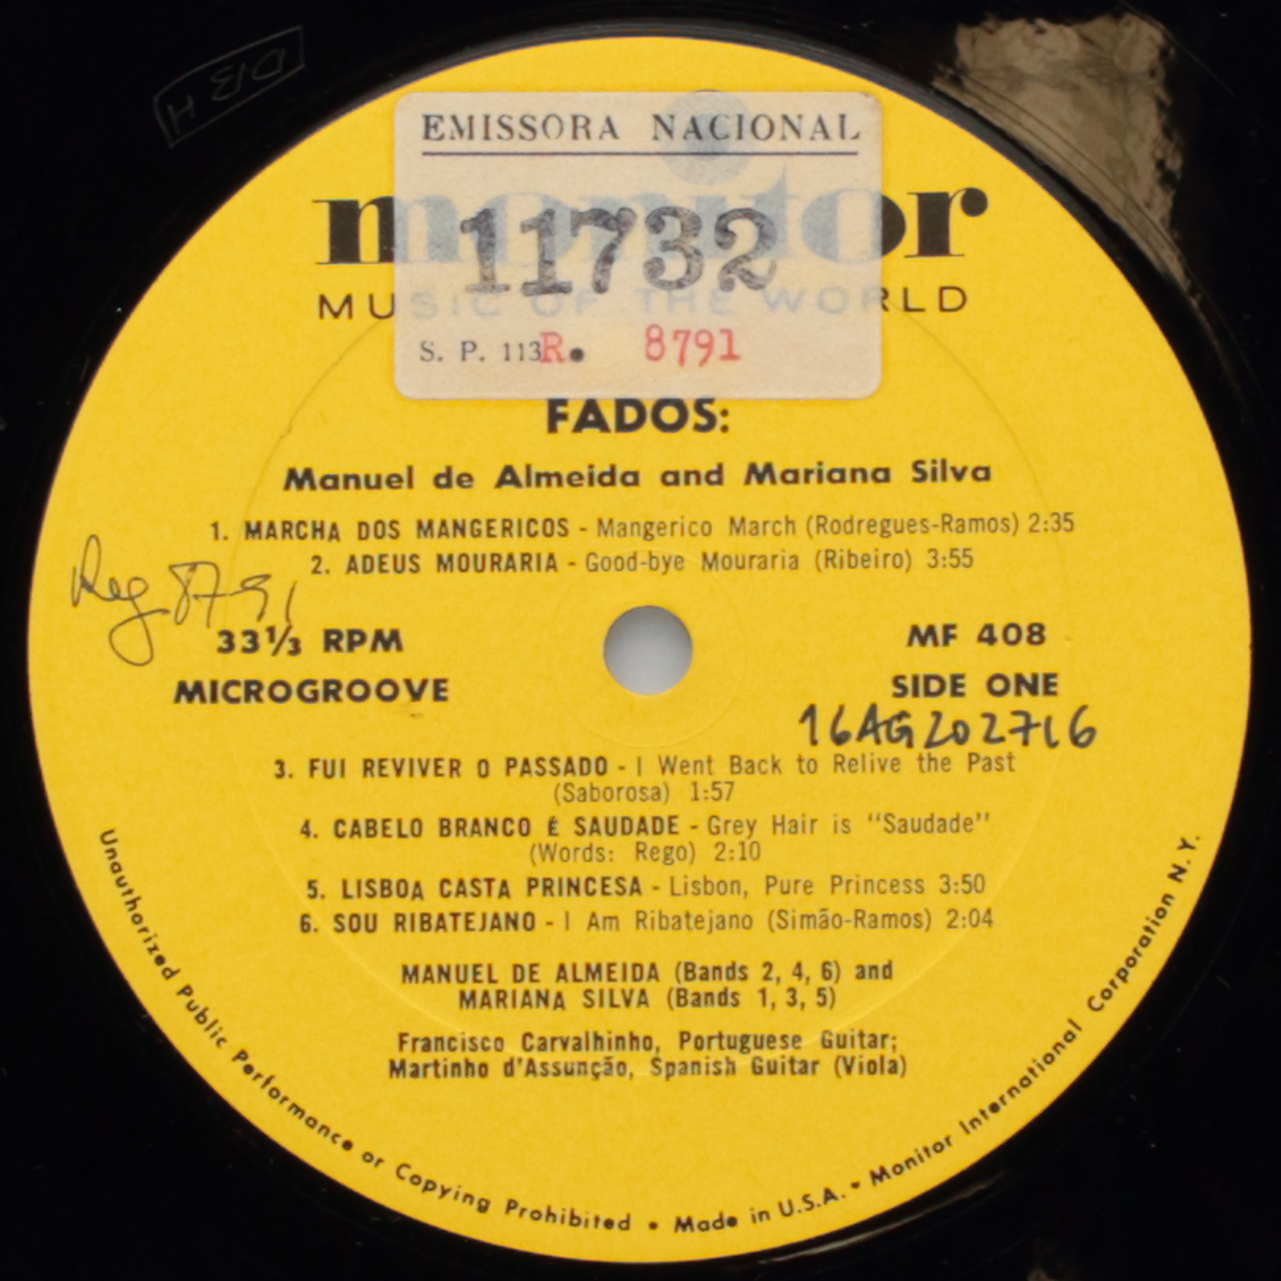 DBH
EMISSORA NACIONAL
monitor
11732
MUSIC OF THE WORLD
S. P. 113 R. 8791
FADOS:
Manuel de Almeida and Mariana Silva
1. MARCHA DOS MANGERICOS - Mangerico March (Rodregues-Ramos) 2:35
2. ADEUS MOURARIA - Good-bye Mouraria (Ribeiro) 3:55
Reg. 8791
33⅓ RPM
MICROGROOVE
MF 408
SIDE ONE
16AG202716
3. FUI REVIVER O PASSADO - I Went Back to Relive the Past
(Saborosa) 1:57
4. CABELO BRANCO É SAUDADE - Grey Hair is "Saudade"
(Words: Rego) 2:10
5. LISBOA CASTA PRINCESA - Lisbon, Pure Princess 3:50
6. SOU RIBATEJANO - I Am Ribatejano (Simão-Ramos) 2:04
MANUEL DE ALMEIDA (Bands 2, 4, 6) and
MARIANA SILVA (Bands 1, 3, 5)
Francisco Carvalhinho, Portuguese Guitar;
Martinho d'Assunção, Spanish Guitar (Viola)
Unauthorized Public Performance or Copying Prohibited • Made in U.S.A. • Monitor International Corporation N. Y.